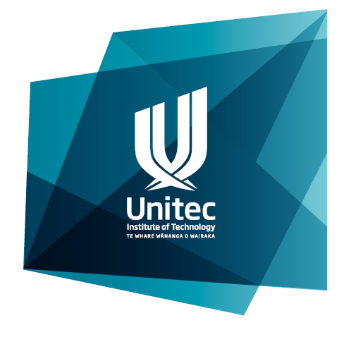 Unitec
Institute of Technology
TE WHARE WĀNANGA O WAIRAKA